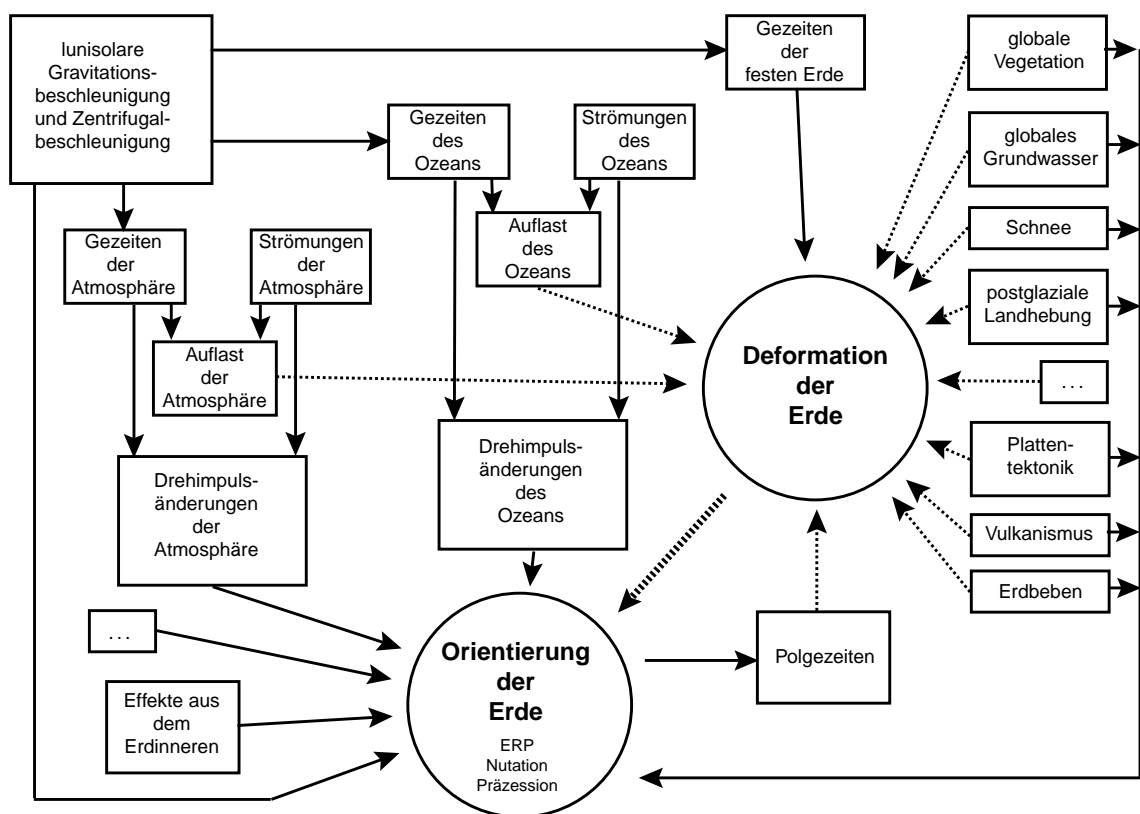 lunisolare
Gravitations-
beschleunigung
und Zentrifugal-
beschleunigung
Gezeiten
der
festen Erde
globale
Vegetation
Gezeiten
des
Ozeans
Strömungen
des
Ozeans
globales
Grundwasser
Auflast
des
Ozeans
Schnee
Gezeiten
der
Atmosphäre
Strömungen
der
Atmosphäre
postglaziale
Landhebung
Auflast
der
Atmosphäre
Deformation
der
Erde
...
Platten-
tektonik
Drehimpuls-
änderungen
des
Ozeans
Drehimpuls-
änderungen
der
Atmosphäre
Vulkanismus
Erdbeben
...
Orientierung
der
Erde
ERP
Nutation
Präzession
Polgezeiten
Effekte aus
dem
Erdinneren